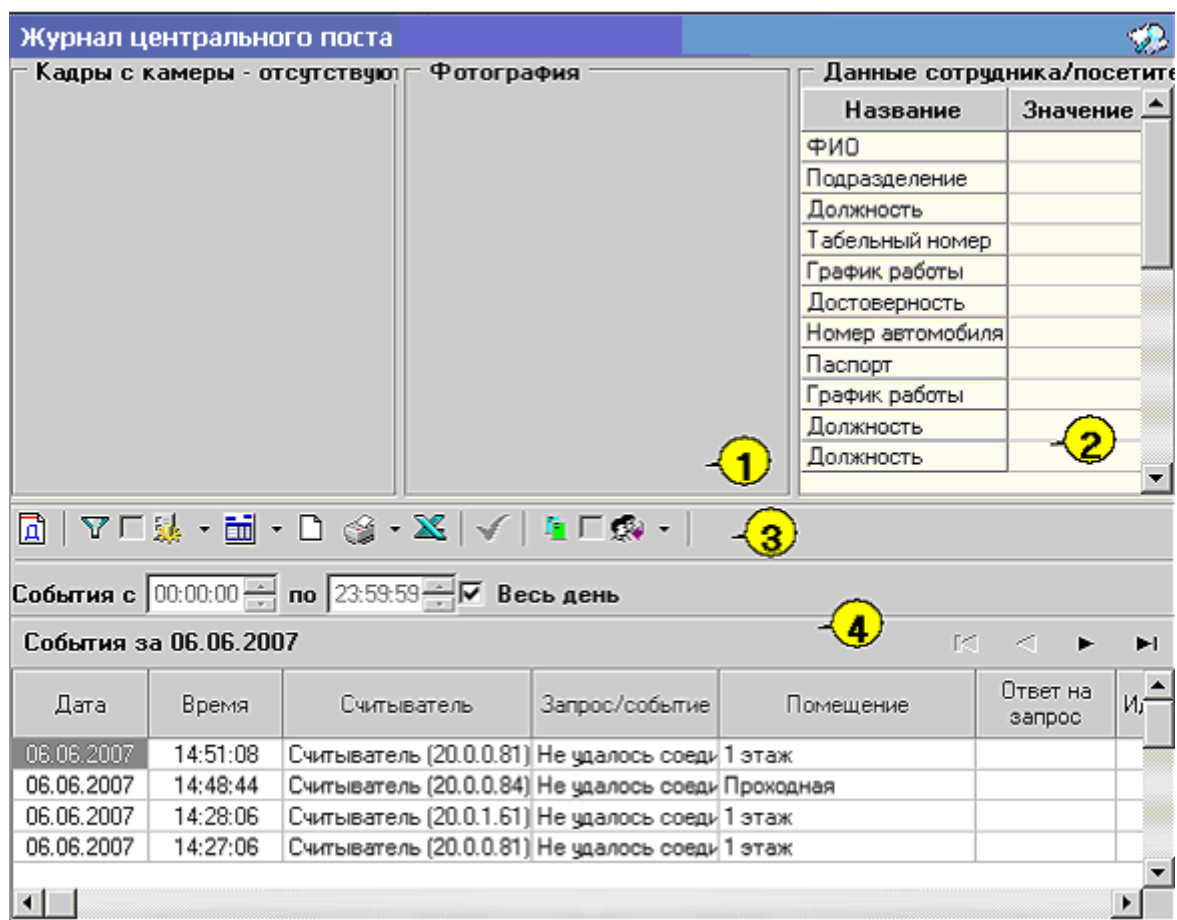 Журнал центрального поста
Кадры с камеры - отсутствуют Фотография Данные сотрудника/посетите
Название Значение
ФИО
Подразделение
Должность
Табельный номер
График работы
Достоверность
Номер автомобиля
Паспорт
График работы
Должность
Должность
1
2
Д
3
События с 00:00:00 по 23:59:59 Весь день
4
События за 06.06.2007
Дата Время Считыватель Запрос/событие Помещение Ответ на запрос
06.06.2007 14:51:08 Считыватель (20.0.0.81) Не удалось соеди 1 этаж
06.06.2007 14:48:44 Считыватель (20.0.0.84) Не удалось соеди Проходная
06.06.2007 14:28:06 Считыватель (20.0.1.61) Не удалось соеди 1 этаж
06.06.2007 14:27:06 Считыватель (20.0.0.81) Не удалось соеди 1 этаж